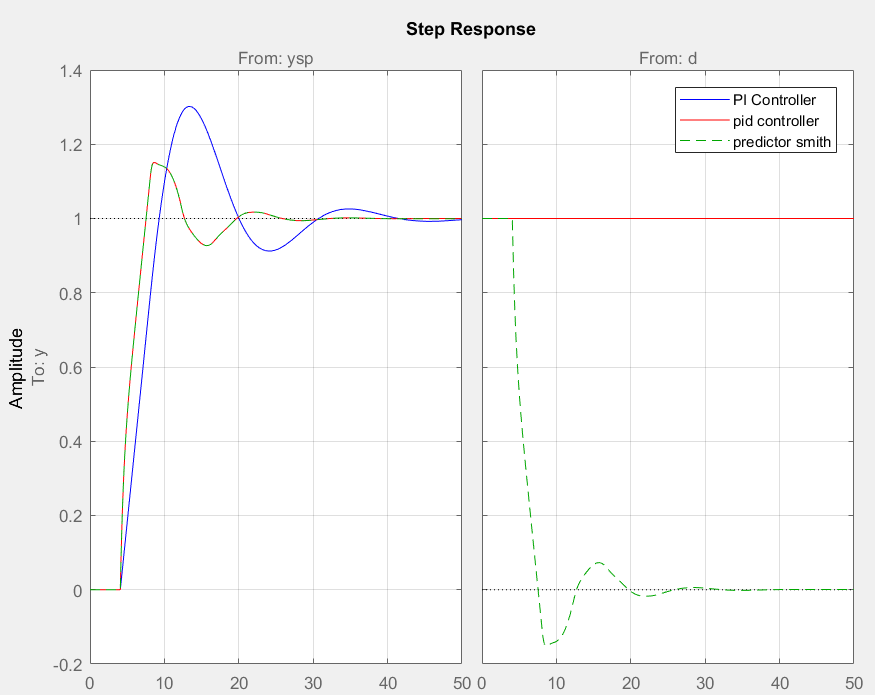 Step Response
From: ysp
From: d
PI Controller
pid controller
predictor smith
Amplitude
To: y
1.4
1.2
1
0.8
0.6
0.4
0.2
0
-0.2
0 10 20 30 40 50
0 10 20 30 40 50